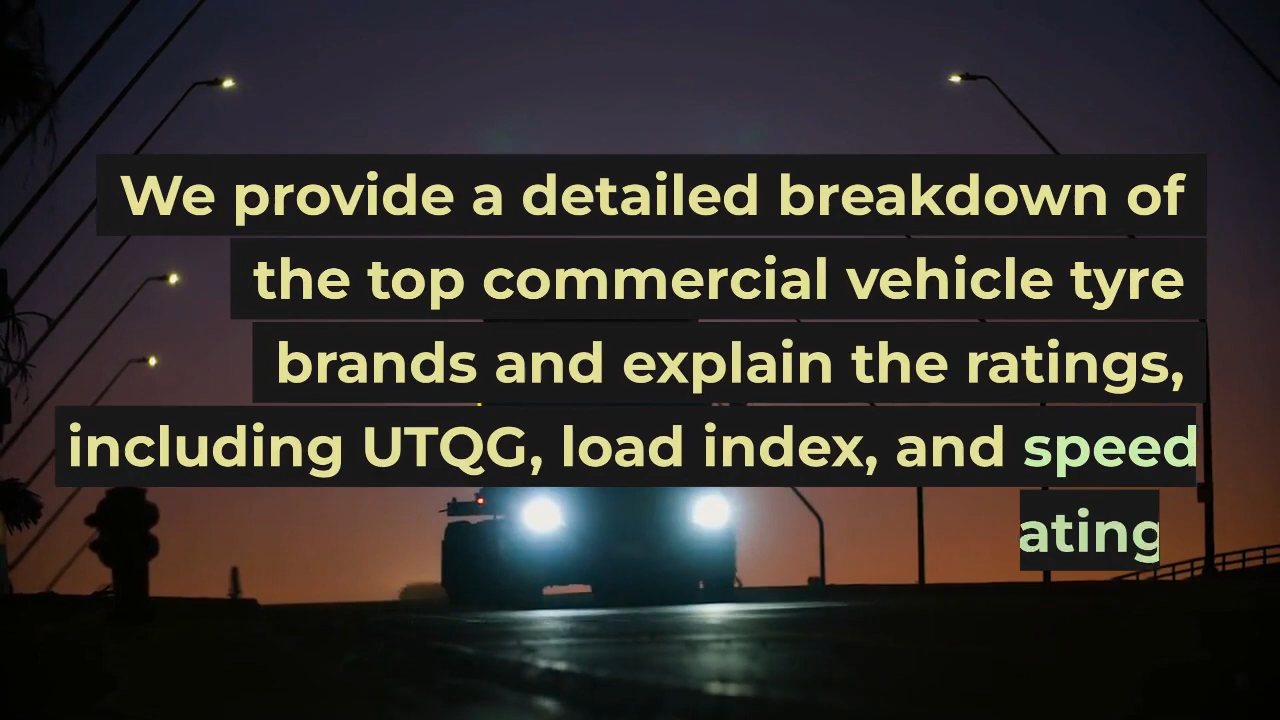 We provide a detailed breakdown of
the top commercial vehicle tyre
brands and explain the ratings,
including UTQG, load index, and speed
ating